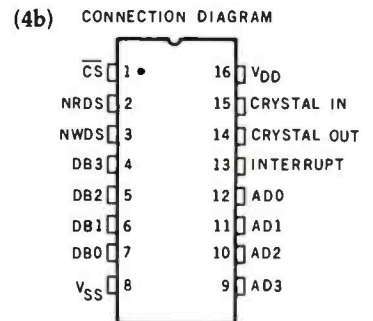 (4b) CONNECTION DIAGRAM
CS 1 16 VDD
NRDS 2 15 CRYSTAL IN
NWDS 3 14 CRYSTAL OUT
DB3 4 13 INTERRUPT
DB2 5 12 AD0
DB1 6 11 AD1
DB0 7 10 AD2
VSS 8 9 AD3